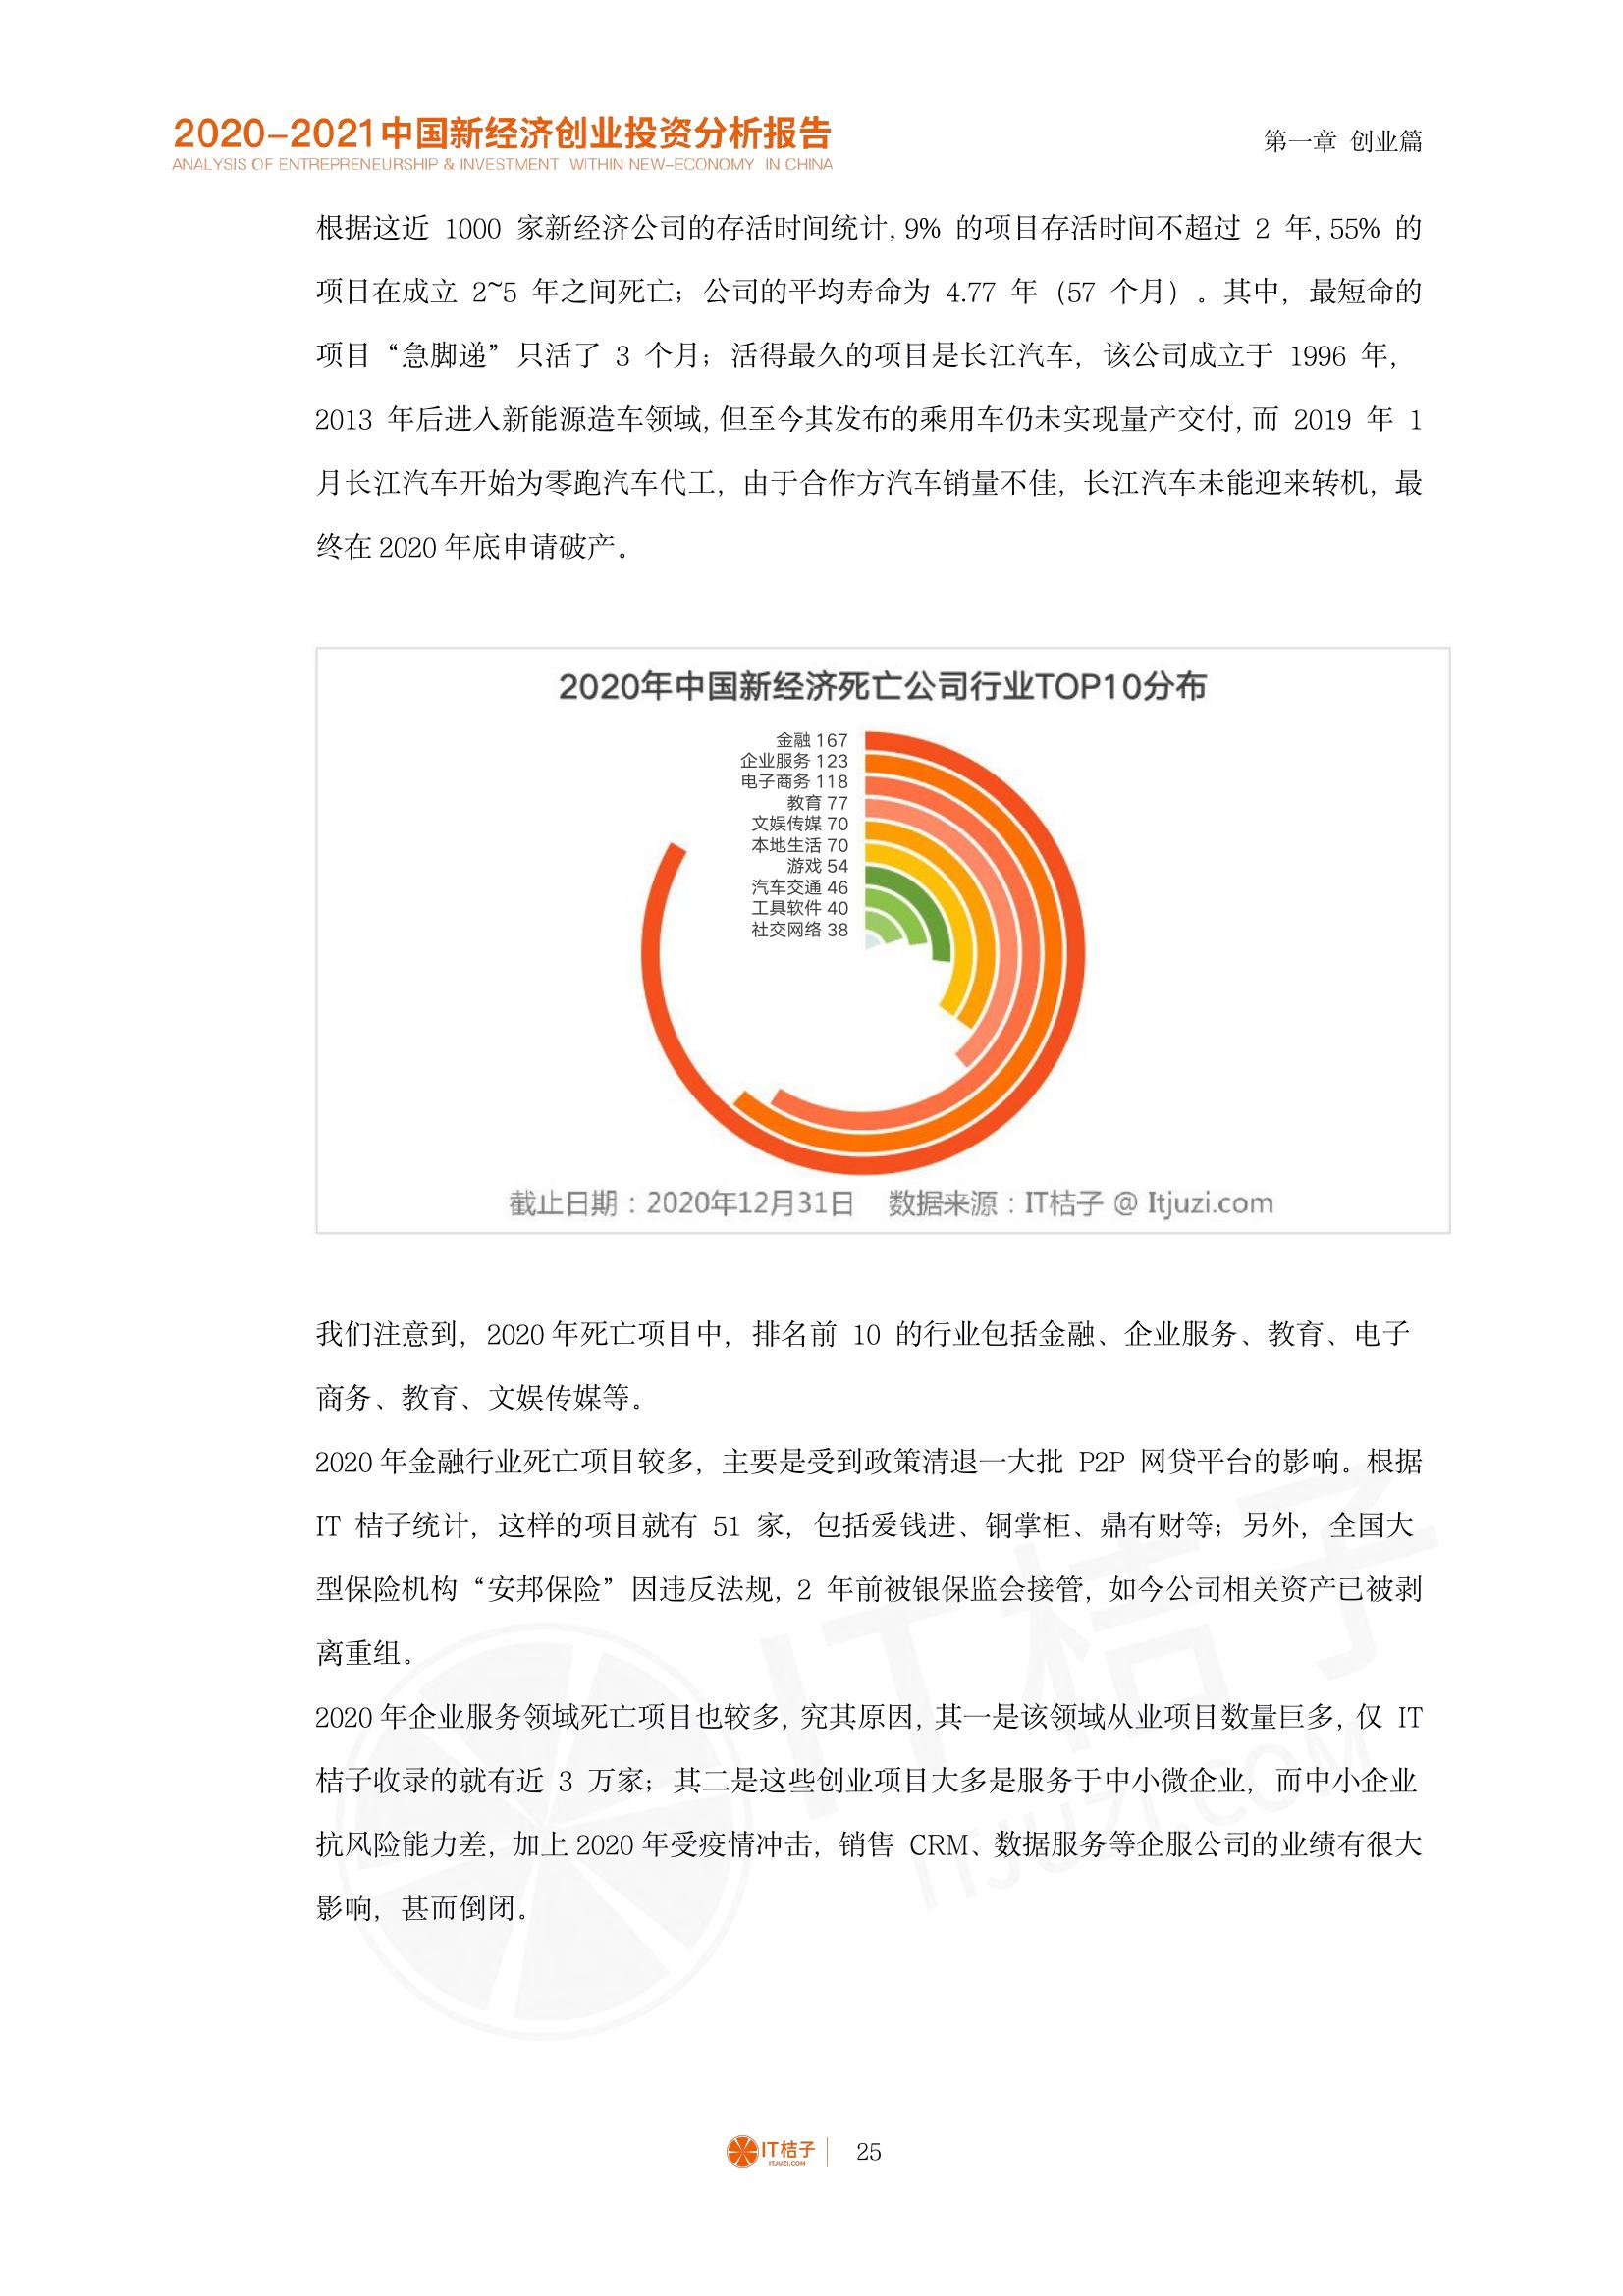 2020-2021中国新经济创业投资分析报告
ANALYSIS OF ENTREPRENEURSHIP & INVESTMENT WITHIN NEW-ECONOMY IN CHINA
第一章 创业篇
根据这近 1000 家新经济公司的存活时间统计,9% 的项目存活时间不超过 2 年,55% 的
项目在成立 2~5 年之间死亡；公司的平均寿命为 4.77 年（57 个月）。其中，最短命的
项目“急脚递”只活了 3 个月；活得最久的项目是长江汽车，该公司成立于 1996 年，
2013 年后进入新能源造车领域,但至今其发布的乘用车仍未实现量产交付,而 2019 年 1
月长江汽车开始为零跑汽车代工，由于合作方汽车销量不佳，长江汽车未能迎来转机，最
终在 2020 年底申请破产。
2020年中国新经济死亡公司行业TOP10分布
金融 167
企业服务 123
电子商务 118
教育 77
文娱传媒 70
本地生活 70
游戏 54
汽车交通 46
工具软件 40
社交网络 38
截止日期：2020年12月31日 数据来源：IT桔子 @ Itjuzi.com
我们注意到，2020 年死亡项目中，排名前 10 的行业包括金融、企业服务、教育、电子
商务、教育、文娱传媒等。
2020 年金融行业死亡项目较多，主要是受到政策清退一大批 P2P 网贷平台的影响。根据
IT 桔子统计，这样的项目就有 51 家，包括爱钱进、铜掌柜、鼎有财等；另外，全国大
型保险机构“安邦保险”因违反法规，2 年前被银保监会接管，如今公司相关资产已被剥
离重组。
2020 年企业服务领域死亡项目也较多,究其原因,其一是该领域从业项目数量巨多,仅 IT
桔子收录的就有近 3 万家；其二是这些创业项目大多是服务于中小微企业，而中小企业
抗风险能力差，加上 2020 年受疫情冲击，销售 CRM、数据服务等企服公司的业绩有很大
影响，甚而倒闭。
IT桔子
ITJUZI.COM
IT桔子
ITJUZI.COM
25